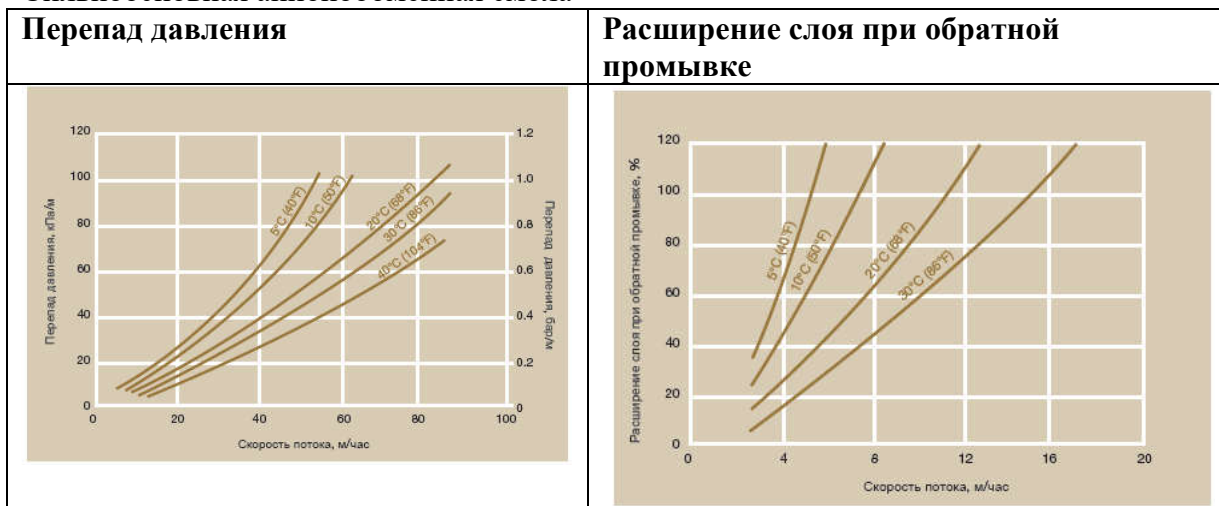 Сильноосновная анионообменная смола
Перепад давления
Расширение слоя при обратной
промывке
120
100
80
60
40
20
0
0
20
40
60
80
100
1.2
1.0
0.8
0.6
0.4
0.2
0
Перепад давления, кПа/м
Перепад давления, бар/м
5°C (40°F)
10°C (50°F)
20°C (68°F)
30°C (86°F)
40°C (104°F)
Скорость потока, м/час
120
100
80
60
40
20
0
0
4
8
12
16
20
Расширение слоя при обратной промывке, %
5°C (40°F)
10°C (50°F)
20°C (68°F)
30°C (86°F)
Скорость потока, м/час